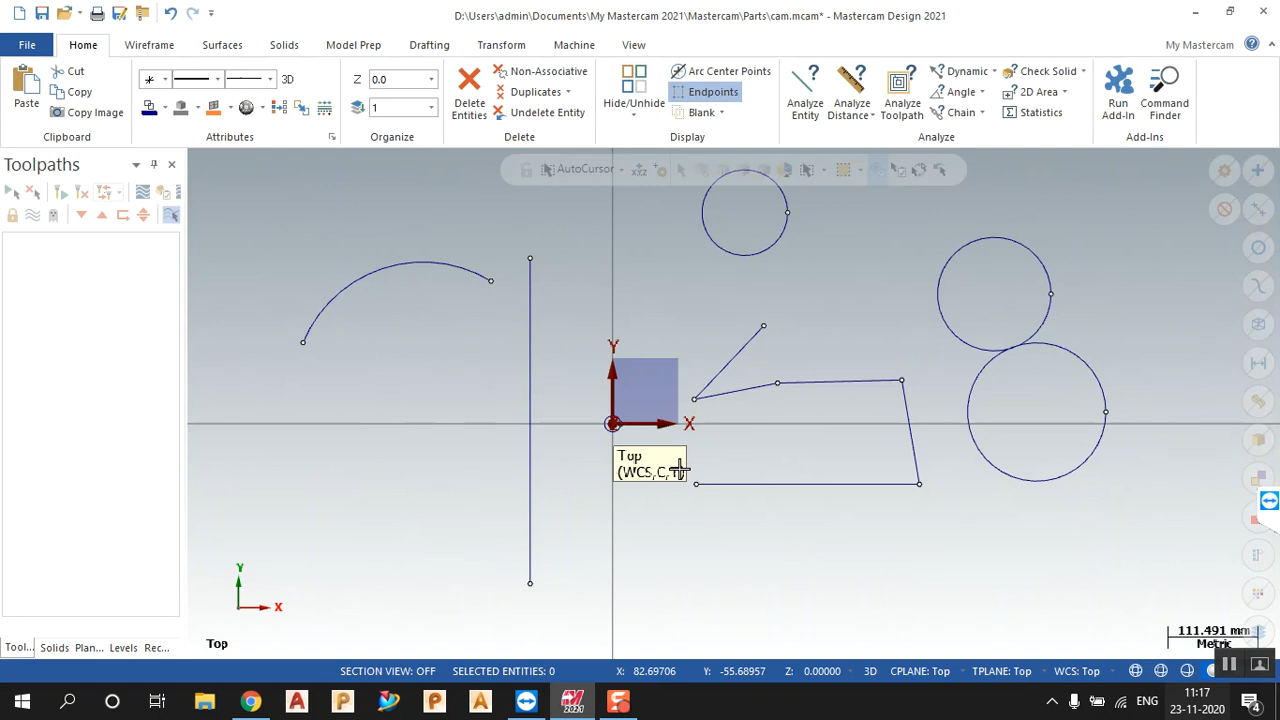 D:\Users\admin\Documents\My Mastercam 2021\Mastercam\Parts\cam.mcam* - Mastercam Design 2021
File
Home
Wireframe
Surfaces
Solids
Model Prep
Drafting
Transform
Machine
View
My Mastercam
Paste
Cut
Copy
Copy Image
Clipboard
3D
Attributes
Z 0.0
1
Organize
Delete Entities
Non-Associative
Duplicates
Undelete Entity
Delete
Hide/Unhide
Arc Center Points
Endpoints
Blank
Display
Analyze Entity
Analyze Distance
Analyze Toolpath
Dynamic
Angle
Chain
Check Solid
2D Area
Statistics
Analyze
Run Add-In
Command Finder
Add-Ins
Toolpaths
AutoCursor
Y
X
Top
(WCS,C,T)
Y
X
Top
111.491 mm
Metric
Tool...
Solids
Plan...
Levels
Rec...
SECTION VIEW: OFF
SELECTED ENTITIES: 0
X: 82.69706
Y: -55.68957
Z: 0.00000
3D
CPLANE: Top
TPLANE: Top
WCS: Top
A
P
P
A
2021
S
ENG
11:17
23-11-2020
4